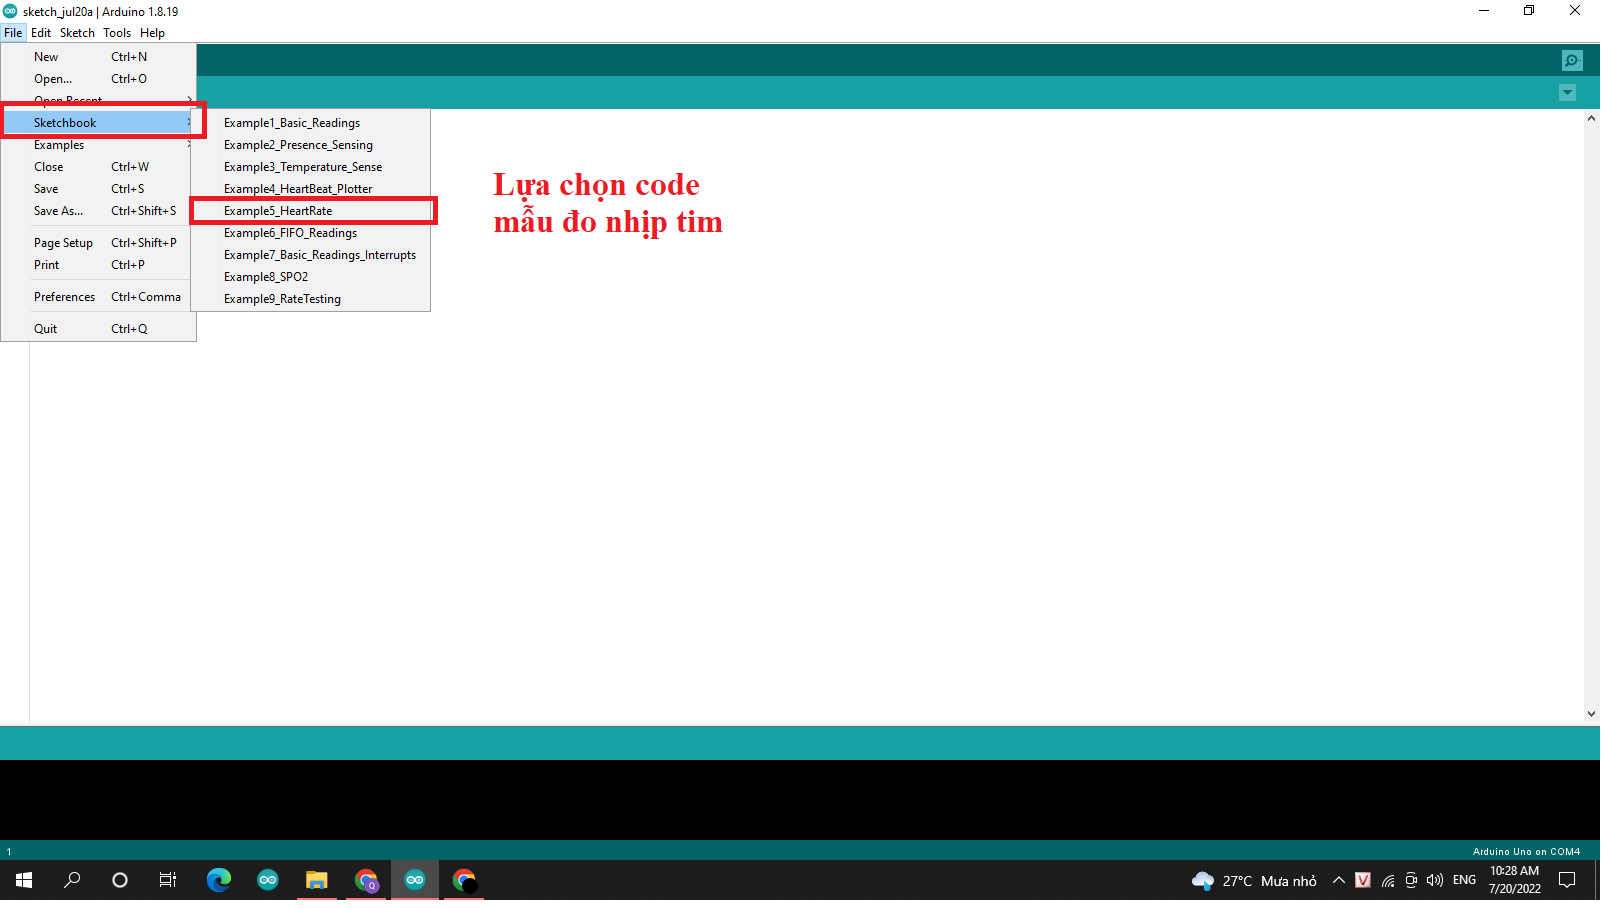 sketch_jul20a | Arduino 1.8.19
File Edit Sketch Tools Help
New Ctrl+N
Open... Ctrl+O
Open Recent
Sketchbook
Examples
Close Ctrl+W
Save Ctrl+S
Save As... Ctrl+Shift+S
Page Setup Ctrl+Shift+P
Print Ctrl+P
Preferences Ctrl+Comma
Quit Ctrl+Q
Example1_Basic_Readings
Example2_Presence_Sensing
Example3_Temperature_Sense
Example4_HeartBeat_Plotter
Example5_HeartRate
Example6_FIFO_Readings
Example7_Basic_Readings_Interrupts
Example8_SPO2
Example9_RateTesting
Lựa chọn code
mẫu đo nhịp tim
1
Arduino Uno on COM4
Q
27°C Mưa nhỏ
V
ENG
10:28 AM
7/20/2022